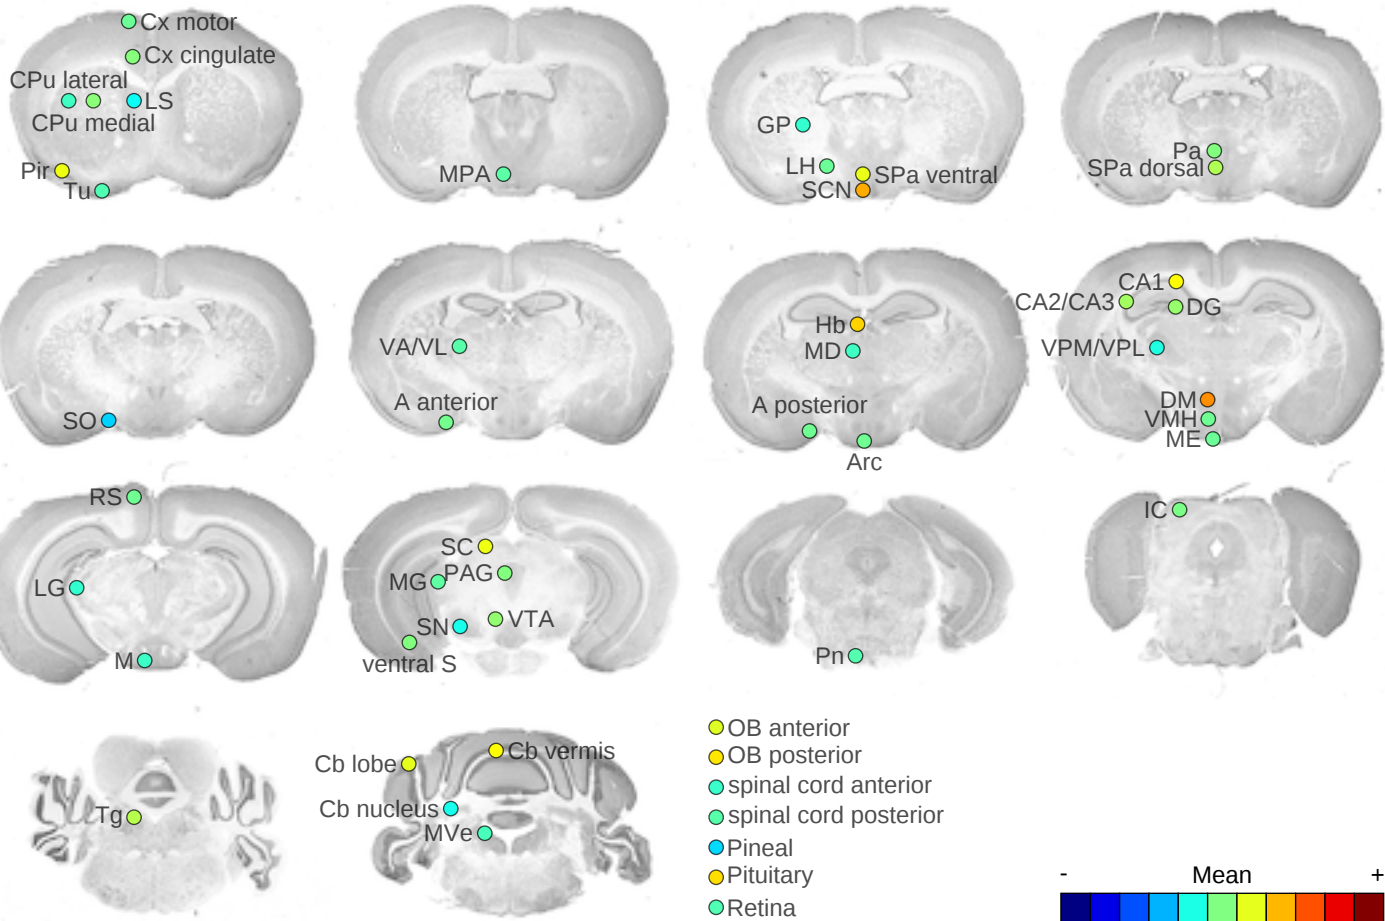 Cx motor
Cx cingulate
CPu lateral
LS
CPu medial
Pir
Tu
MPA
GP
LH
SPa ventral
SCN
Pa
SPa dorsal
SO
VA/VL
A anterior
Hb
MD
A posterior
Arc
CA1
CA2/CA3
DG
VPM/VPL
DM
VMH
ME
RS
LG
M
SC
PAG
MG
SN
VTA
ventral S
Pn
IC
Tg
Cb lobe
Cb vermis
Cb nucleus
MVe
OB anterior
OB posterior
spinal cord anterior
spinal cord posterior
Pineal
Pituitary
Retina
- Mean +